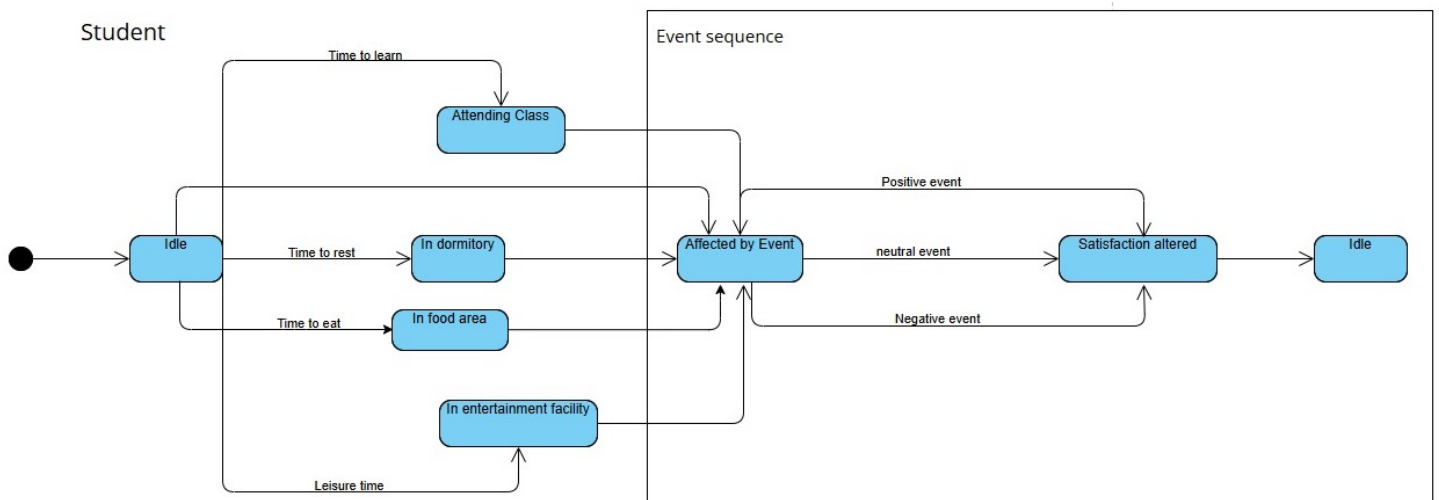 Student
Event sequence
Time to learn
Attending Class
Positive event
Idle
Time to rest
In dormitory
Affected by Event
neutral event
Satisfaction altered
Idle
Time to eat
In food area
Negative event
In entertainment facility
Leisure time